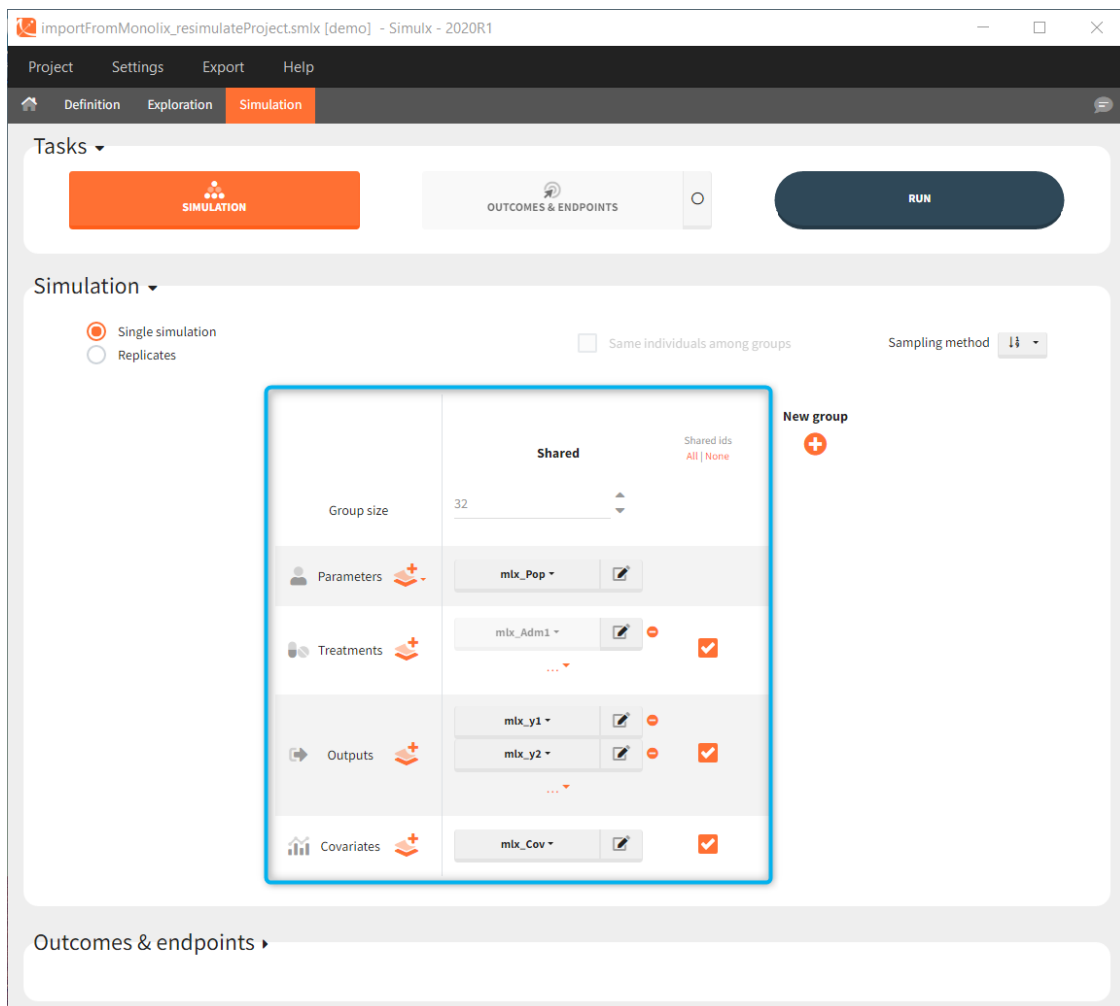 importFromMonolix_resimulateProject.smlx [demo] - Simulx - 2020R1
Project Settings Export Help
Definition Exploration Simulation
Tasks
SIMULATION
OUTCOMES & ENDPOINTS
RUN
Simulation
Single simulation
Replicates
Same individuals among groups
Sampling method
New group
Shared
Shared ids
All | None
Group size
32
Parameters
mlx_Pop
Treatments
mlx_Adm1
...
Outputs
mlx_y1
mlx_y2
...
Covariates
mlx_Cov
Outcomes & endpoints